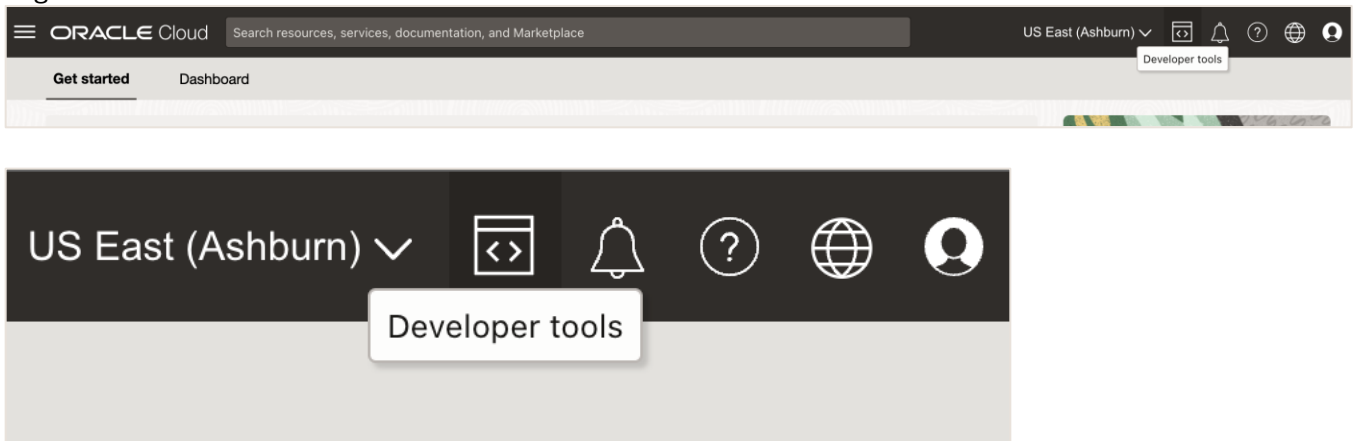 ORACLE Cloud Search resources, services, documentation, and Marketplace US East (Ashburn)
Developer tools
Get started Dashboard
US East (Ashburn)
Developer tools